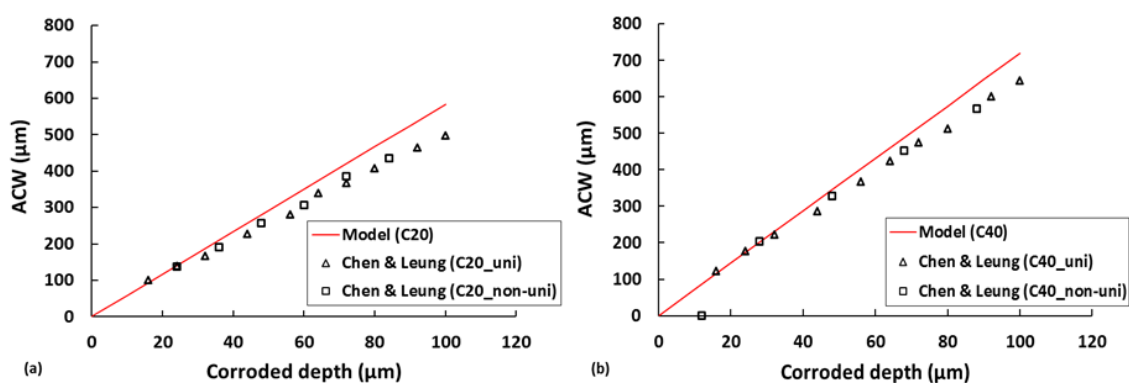 800
700
600
500
400
300
200
100
0
ACW (μm)
0 20 40 60 80 100 120
Corroded depth (μm)
Model (C20)
Chen & Leung (C20_uni)
Chen & Leung (C20_non-uni)
(a)
800
700
600
500
400
300
200
100
0
ACW (μm)
0 20 40 60 80 100 120
Corroded depth (μm)
Model (C40)
Chen & Leung (C40_uni)
Chen & Leung (C40_non-uni)
(b)